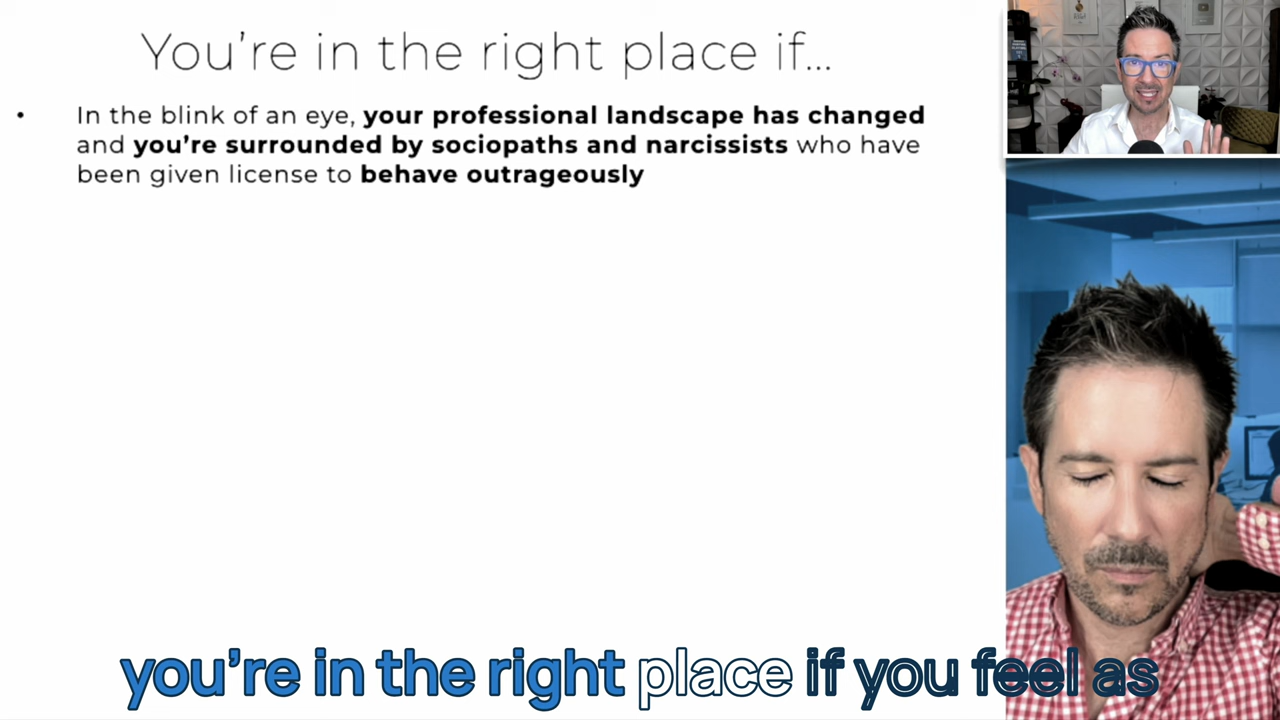 You’re in the right place if...
• In the blink of an eye, your professional landscape has changed
and you’re surrounded by sociopaths and narcissists who have
been given license to behave outrageously
you’re in the right place if you feel as